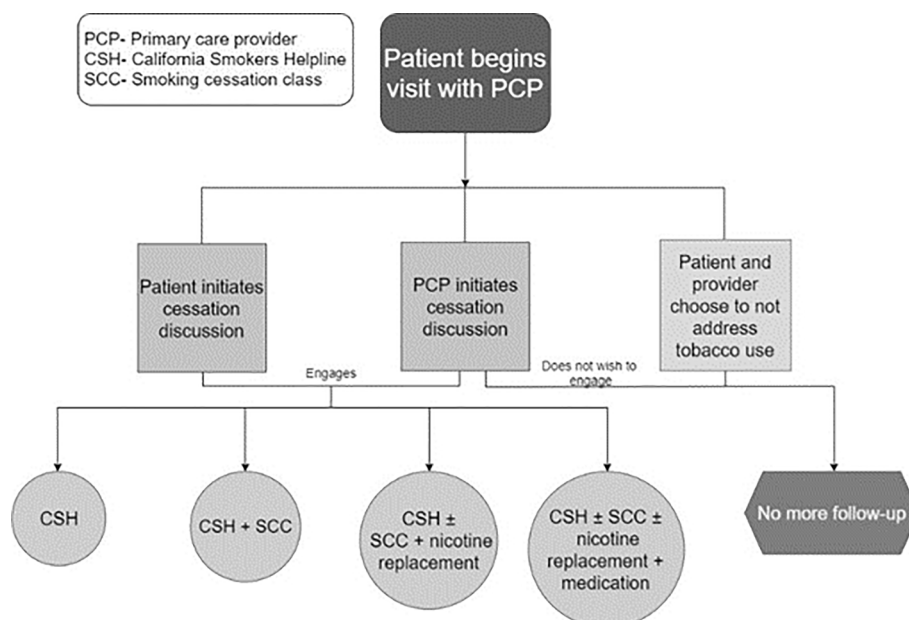 PCP- Primary care provider
CSH- California Smokers Helpline
SCC- Smoking cessation class
Patient begins
visit with PCP
Patient initiates
cessation
discussion
PCP initiates
cessation
discussion
Patient and
provider
choose to not
address
tobacco use
Engages
Does not wish to
engage
CSH
CSH + SCC
CSH ±
SCC + nicotine
replacement
CSH ± SCC ±
nicotine
replacement +
medication
No more follow-up